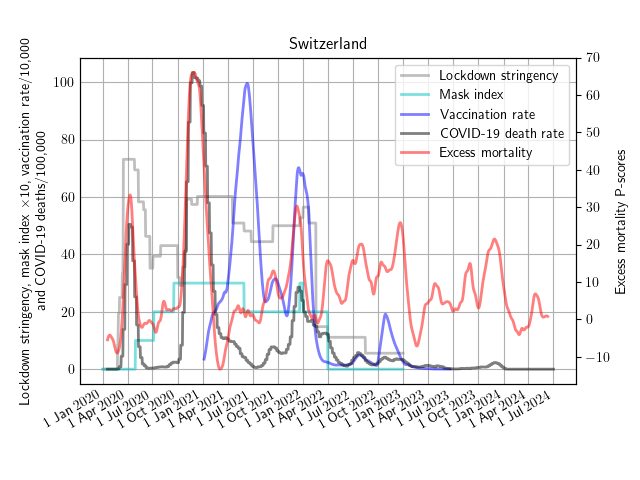 Switzerland
Lockdown stringency, mask index ×10, vaccination rate/10,000
and COVID-19 deaths/100,000
100
80
60
40
20
0
70
60
50
40
30
20
10
0
−10
Excess mortality P-scores
Lockdown stringency
Mask index
Vaccination rate
COVID-19 death rate
Excess mortality
1 Jan 2020
1 Apr 2020
1 Jul 2020
1 Oct 2020
1 Jan 2021
1 Apr 2021
1 Jul 2021
1 Oct 2021
1 Jan 2022
1 Apr 2022
1 Jul 2022
1 Oct 2022
1 Jan 2023
1 Apr 2023
1 Jul 2023
1 Oct 2023
1 Jan 2024
1 Apr 2024
1 Jul 2024